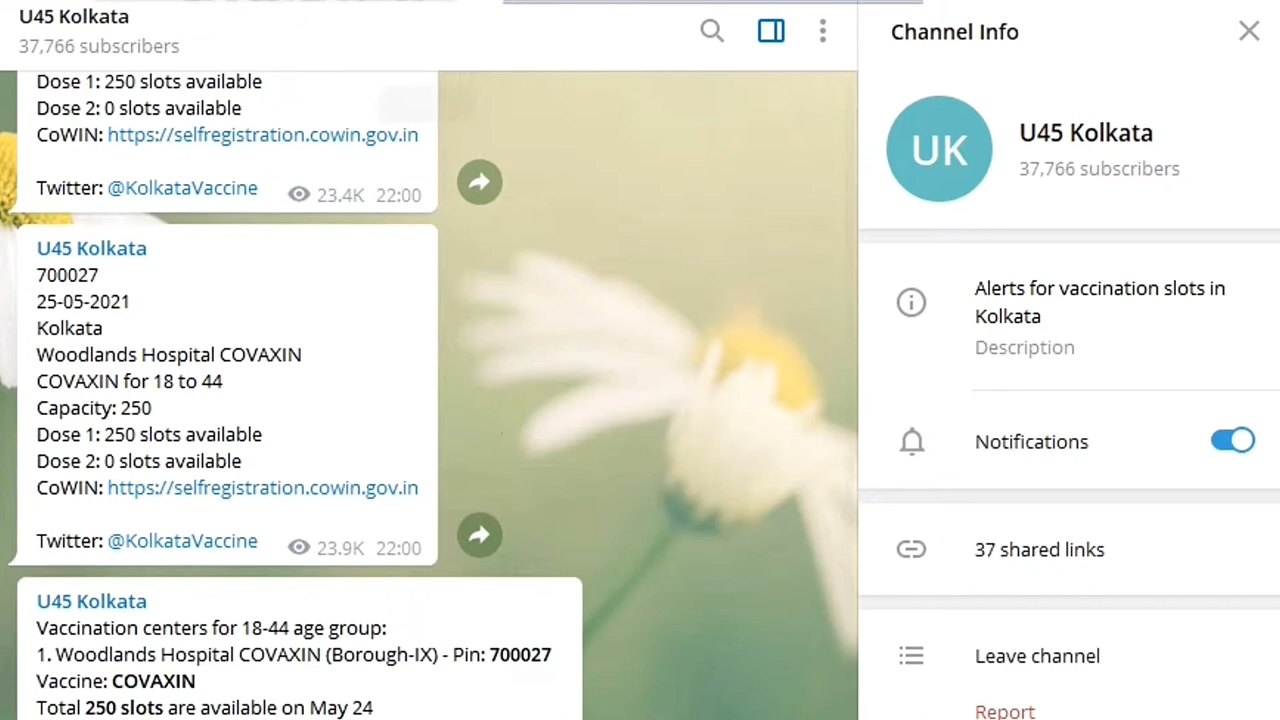 U45 Kolkata
37,766 subscribers
Dose 1: 250 slots available
Dose 2: 0 slots available
CoWIN: https://selfregistration.cowin.gov.in
Twitter: @KolkataVaccine 23.4K 22:00
U45 Kolkata
700027
25-05-2021
Kolkata
Woodlands Hospital COVAXIN
COVAXIN for 18 to 44
Capacity: 250
Dose 1: 250 slots available
Dose 2: 0 slots available
CoWIN: https://selfregistration.cowin.gov.in
Twitter: @KolkataVaccine 23.9K 22:00
U45 Kolkata
Vaccination centers for 18-44 age group:
1. Woodlands Hospital COVAXIN (Borough-IX) - Pin: 700027
Vaccine: COVAXIN
Total 250 slots are available on May 24
Channel Info
UK
U45 Kolkata
37,766 subscribers
Alerts for vaccination slots in
Kolkata
Description
Notifications
37 shared links
Leave channel
Report